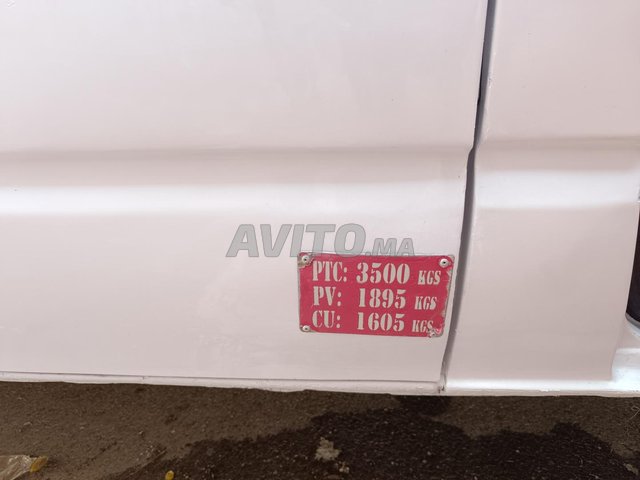 AVITO.MA
PTC: 3500 KGS
PV: 1895 KGS
CU: 1605 KGS